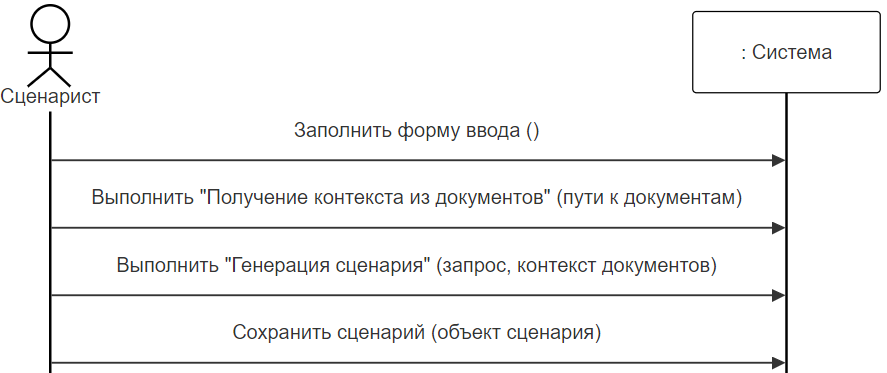 Сценарист
: Система
Заполнить форму ввода ()
Выполнить "Получение контекста из документов" (пути к документам)
Выполнить "Генерация сценария" (запрос, контекст документов)
Сохранить сценарий (объект сценария)